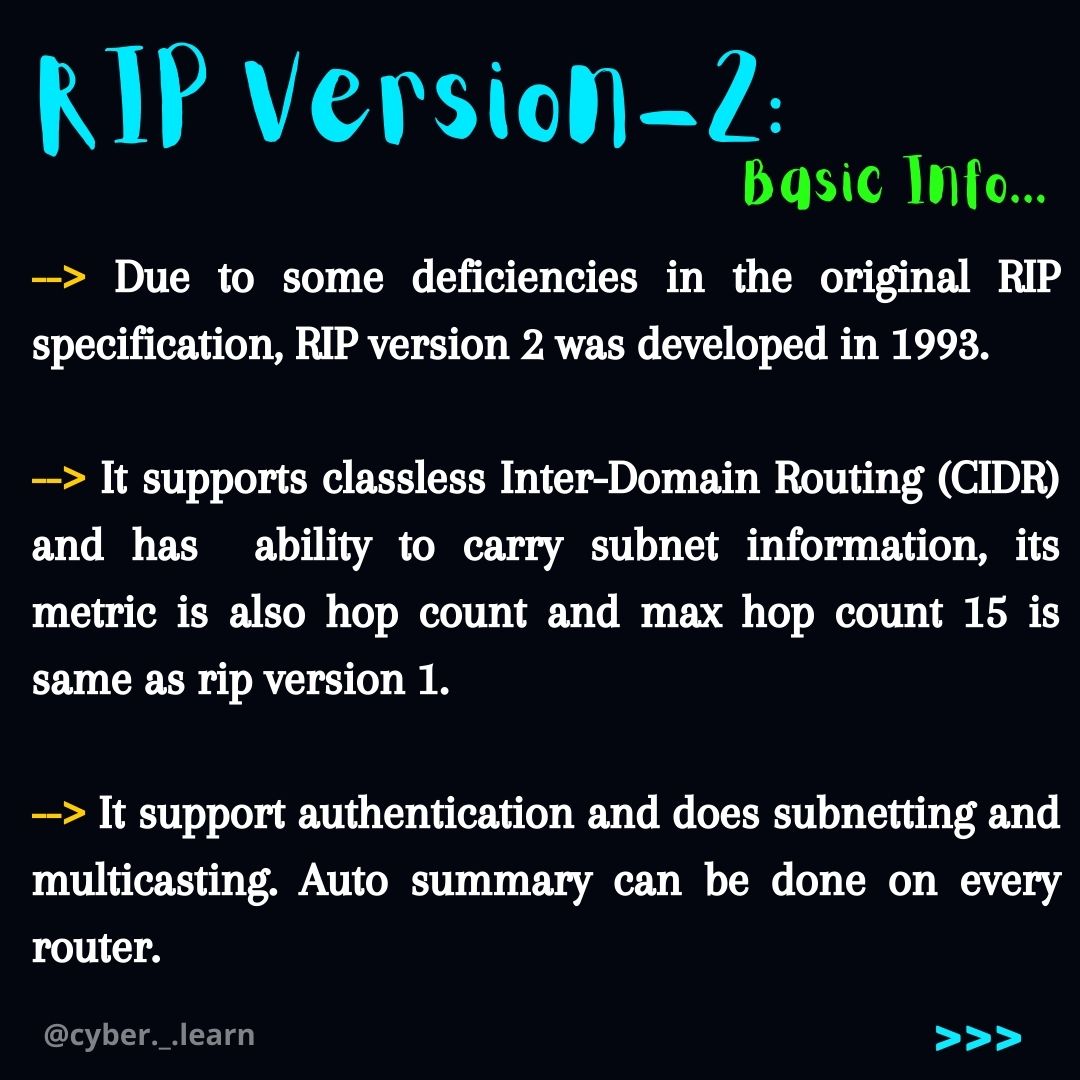 RIP Version-2:
Basic Info...
--> Due to some deficiencies in the original RIP
specification, RIP version 2 was developed in 1993.
--> It supports classless Inter-Domain Routing (CIDR)
and has ability to carry subnet information, its
metric is also hop count and max hop count 15 is
same as rip version 1.
--> It support authentication and does subnetting and
multicasting. Auto summary can be done on every
router.
@cyber._.learn
>>>